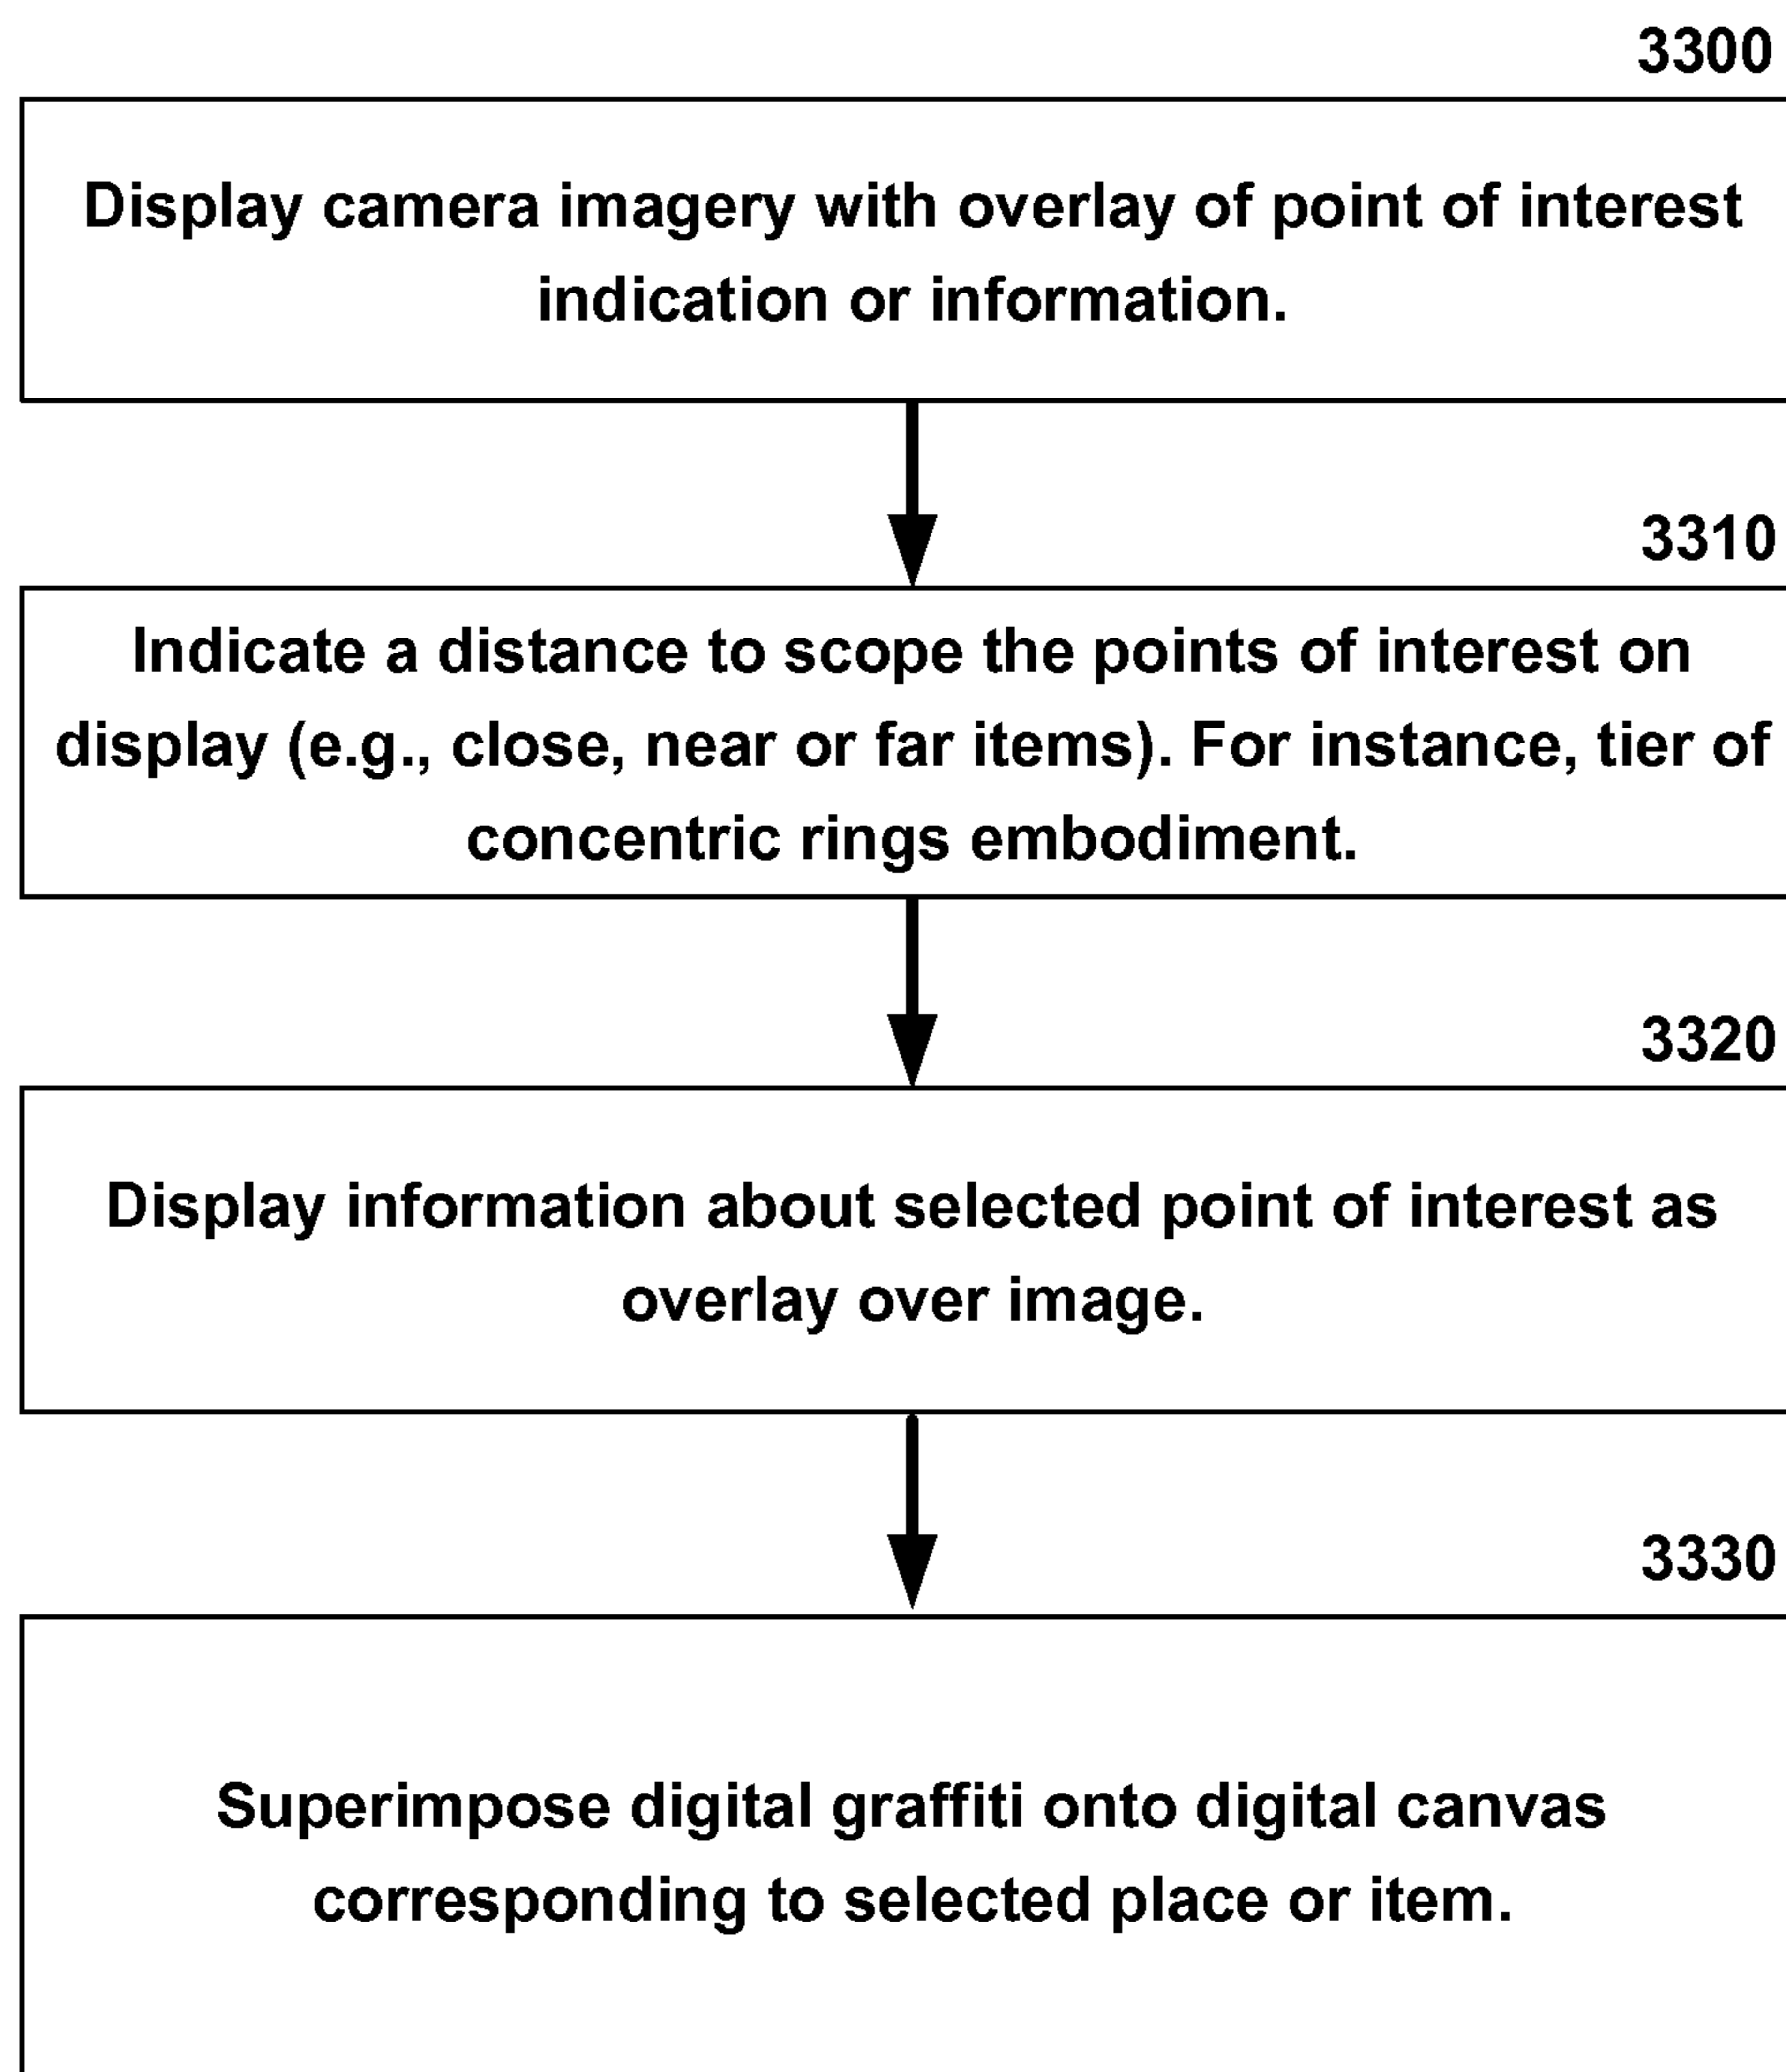 3300
Display camera imagery with overlay of point of interest
indication or information.
3310
Indicate a distance to scope the points of interest on
display (e.g., close, near or far items). For instance, tier of
concentric rings embodiment.
3320
Display information about selected point of interest as
overlay over image.
3330
Superimpose digital graffiti onto digital canvas
corresponding to selected place or item.